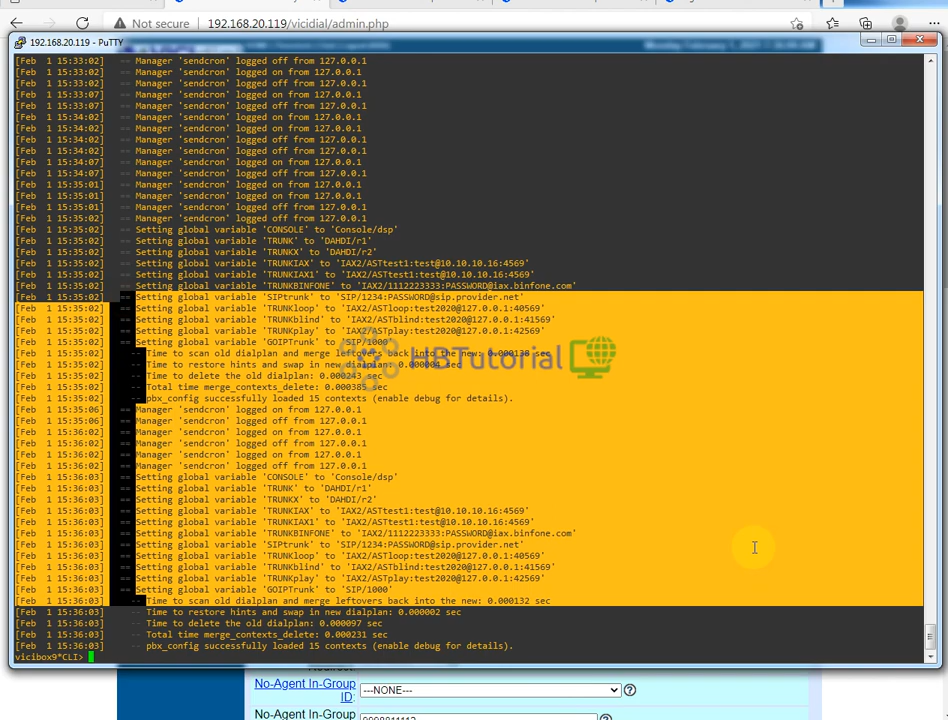 Not secure
192.168.20.119/vicidial/admin.php
192.168.20.119 - PuTTY
[Feb  1 15:33:02]    == Manager 'sendcron' logged off from 127.0.0.1
[Feb  1 15:33:02]    == Manager 'sendcron' logged off from 127.0.0.1
[Feb  1 15:33:02]    == Manager 'sendcron' logged off from 127.0.0.1
[Feb  1 15:33:07]    == Manager 'sendcron' logged on from 127.0.0.1
[Feb  1 15:33:07]    == Manager 'sendcron' logged off from 127.0.0.1
[Feb  1 15:34:02]    == Manager 'sendcron' logged on from 127.0.0.1
[Feb  1 15:34:02]    == Manager 'sendcron' logged on from 127.0.0.1
[Feb  1 15:34:02]    == Manager 'sendcron' logged off from 127.0.0.1
[Feb  1 15:34:02]    == Manager 'sendcron' logged off from 127.0.0.1
[Feb  1 15:34:07]    == Manager 'sendcron' logged on from 127.0.0.1
[Feb  1 15:34:07]    == Manager 'sendcron' logged off from 127.0.0.1
[Feb  1 15:35:01]    == Manager 'sendcron' logged on from 127.0.0.1
[Feb  1 15:35:01]    == Manager 'sendcron' logged on from 127.0.0.1
[Feb  1 15:35:02]    == Manager 'sendcron' logged off from 127.0.0.1
[Feb  1 15:35:02]    == Manager 'sendcron' logged off from 127.0.0.1
[Feb  1 15:35:02]    == Setting global variable 'CONSOLE' to 'Console/dsp'
[Feb  1 15:35:02]    == Setting global variable 'TRUNK' to 'DAHDI/r1'
[Feb  1 15:35:02]    == Setting global variable 'TRUNKX' to 'DAHDI/r2'
[Feb  1 15:35:02]    == Setting global variable 'TRUNKIAX' to 'IAX2/ASTtest1:test@10.10.10.16:4569'
[Feb  1 15:35:02]    == Setting global variable 'TRUNKIAX1' to 'IAX2/ASTtest1:test@10.10.10.16:4569'
[Feb  1 15:35:02]    == Setting global variable 'TRUNKBINFONE' to 'IAX2/1112223333:PASSWORD@iax.binfone.com'
[Feb  1 15:35:02]    == Setting global variable 'SIPtrunk' to 'SIP/1234:PASSWORD@sip.provider.net'
[Feb  1 15:35:02]    == Setting global variable 'TRUNKloop' to 'IAX2/ASTloop:test2020@127.0.0.1:40569'
[Feb  1 15:35:02]    == Setting global variable 'TRUNKblind' to 'IAX2/ASTblind:test2020@127.0.0.1:41569'
[Feb  1 15:35:02]    == Setting global variable 'TRUNKplay' to 'IAX2/ASTplay:test2020@127.0.0.1:42569'
[Feb  1 15:35:02]    == Setting global variable 'GOIPTrunk' to 'SIP/1000'
[Feb  1 15:35:02]    -- Time to scan old dialplan and merge leftovers back into the new: 0.000138 sec
[Feb  1 15:35:02]    -- Time to restore hints and swap in new dialplan: 0.000004 sec
[Feb  1 15:35:02]    -- Time to delete the old dialplan: 0.000243 sec
[Feb  1 15:35:02]    -- Total time merge_contexts_delete: 0.000385 sec
[Feb  1 15:35:02]    -- pbx_config successfully loaded 15 contexts (enable debug for details).
[Feb  1 15:35:06]    == Manager 'sendcron' logged on from 127.0.0.1
[Feb  1 15:35:06]    == Manager 'sendcron' logged off from 127.0.0.1
[Feb  1 15:36:02]    == Manager 'sendcron' logged on from 127.0.0.1
[Feb  1 15:36:02]    == Manager 'sendcron' logged on from 127.0.0.1
[Feb  1 15:36:02]    == Manager 'sendcron' logged off from 127.0.0.1
[Feb  1 15:36:02]    == Manager 'sendcron' logged off from 127.0.0.1
[Feb  1 15:36:03]    == Setting global variable 'CONSOLE' to 'Console/dsp'
[Feb  1 15:36:03]    == Setting global variable 'TRUNK' to 'DAHDI/r1'
[Feb  1 15:36:03]    == Setting global variable 'TRUNKX' to 'DAHDI/r2'
[Feb  1 15:36:03]    == Setting global variable 'TRUNKIAX' to 'IAX2/ASTtest1:test@10.10.10.16:4569'
[Feb  1 15:36:03]    == Setting global variable 'TRUNKIAX1' to 'IAX2/ASTtest1:test@10.10.10.16:4569'
[Feb  1 15:36:03]    == Setting global variable 'TRUNKBINFONE' to 'IAX2/1112223333:PASSWORD@iax.binfone.com'
[Feb  1 15:36:03]    == Setting global variable 'SIPtrunk' to 'SIP/1234:PASSWORD@sip.provider.net'
[Feb  1 15:36:03]    == Setting global variable 'TRUNKloop' to 'IAX2/ASTloop:test2020@127.0.0.1:40569'
[Feb  1 15:36:03]    == Setting global variable 'TRUNKblind' to 'IAX2/ASTblind:test2020@127.0.0.1:41569'
[Feb  1 15:36:03]    == Setting global variable 'TRUNKplay' to 'IAX2/ASTplay:test2020@127.0.0.1:42569'
[Feb  1 15:36:03]    == Setting global variable 'GOIPTrunk' to 'SIP/1000'
[Feb  1 15:36:03]    -- Time to scan old dialplan and merge leftovers back into the new: 0.000132 sec
[Feb  1 15:36:03]    -- Time to restore hints and swap in new dialplan: 0.000002 sec
[Feb  1 15:36:03]    -- Time to delete the old dialplan: 0.000097 sec
[Feb  1 15:36:03]    -- Total time merge_contexts_delete: 0.000231 sec
[Feb  1 15:36:03]    -- pbx_config successfully loaded 15 contexts (enable debug for details).
vicibox9*CLI>
HBTutorial
No-Agent In-Group
ID:
---NONE---
No-Agent In-Group